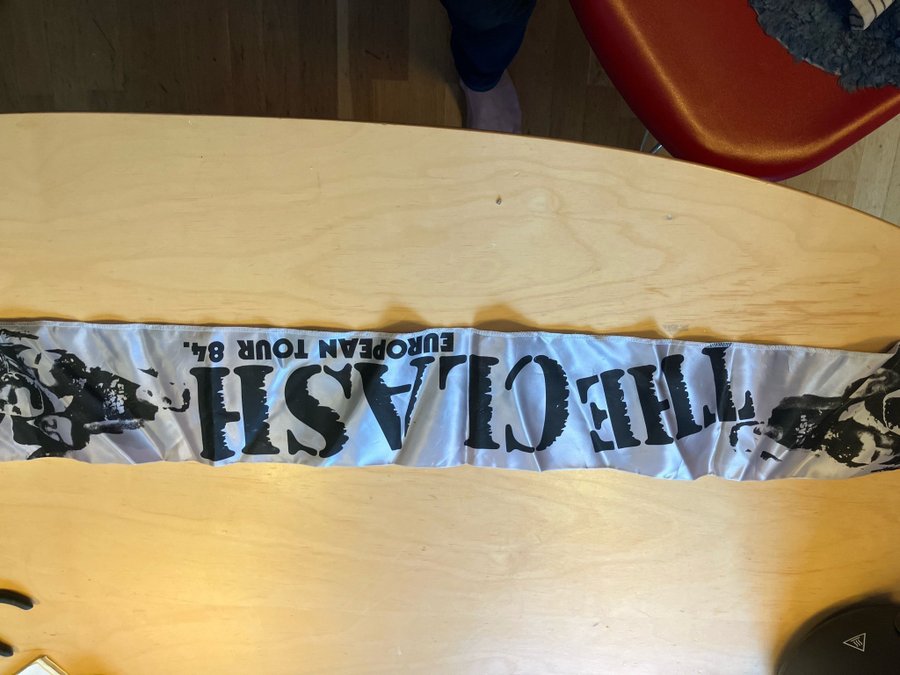 THE CLASH
EUROPEAN TOUR 84.